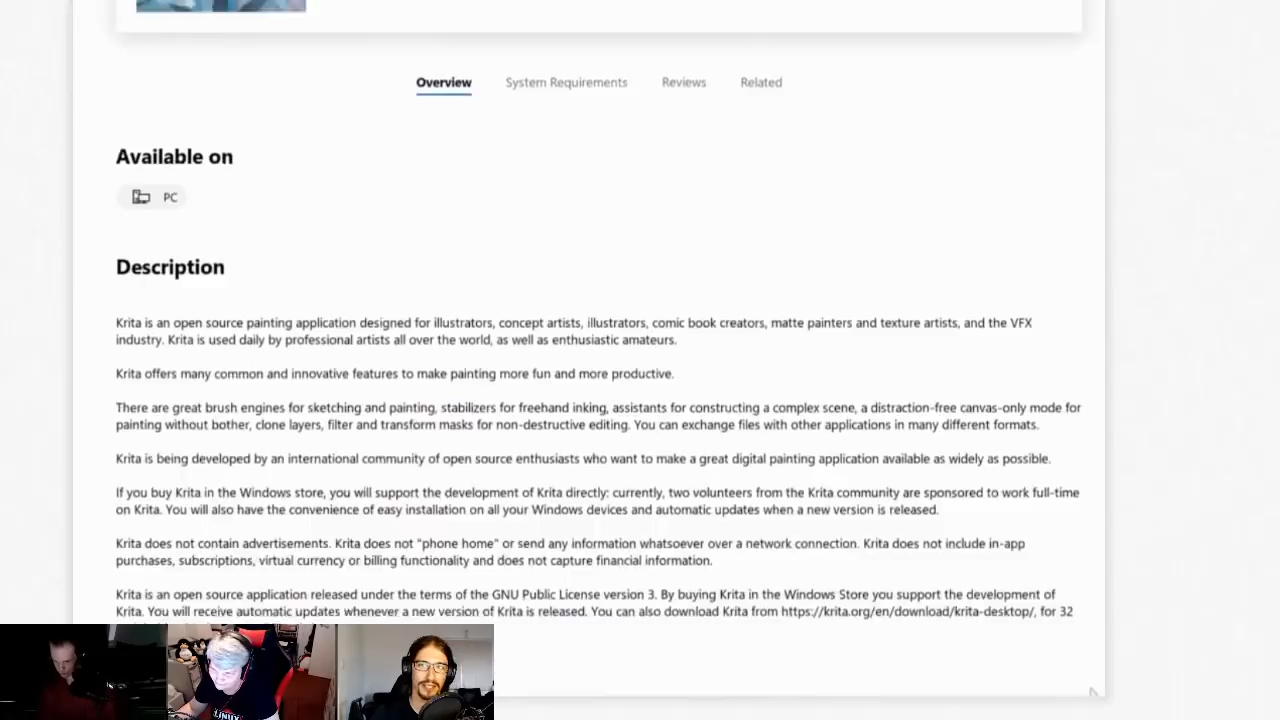 Overview System Requirements Reviews Related
Available on
PC
Description
Krita is an open source painting application designed for illustrators, concept artists, illustrators, comic book creators, matte painters and texture artists, and the VFX
industry. Krita is used daily by professional artists all over the world, as well as enthusiastic amateurs.
Krita offers many common and innovative features to make painting more fun and more productive.
There are great brush engines for sketching and painting, stabilizers for freehand inking, assistants for constructing a complex scene, a distraction-free canvas-only mode for
painting without bother, clone layers, filter and transform masks for non-destructive editing. You can exchange files with other applications in many different formats.
Krita is being developed by an international community of open source enthusiasts who want to make a great digital painting application available as widely as possible.
If you buy Krita in the Windows store, you will support the development of Krita directly: currently, two volunteers from the Krita community are sponsored to work full-time
on Krita. You will also have the convenience of easy installation on all your Windows devices and automatic updates when a new version is released.
Krita does not contain advertisements. Krita does not "phone home" or send any information whatsoever over a network connection. Krita does not include in-app
purchases, subscriptions, virtual currency or billing functionality and does not capture financial information.
Krita is an open source application released under the terms of the GNU Public License version 3. By buying Krita in the Windows Store you support the development of
Krita. You will receive automatic updates whenever a new version of Krita is released. You can also download Krita from https://krita.org/en/download/krita-desktop/, for 32
LINUX